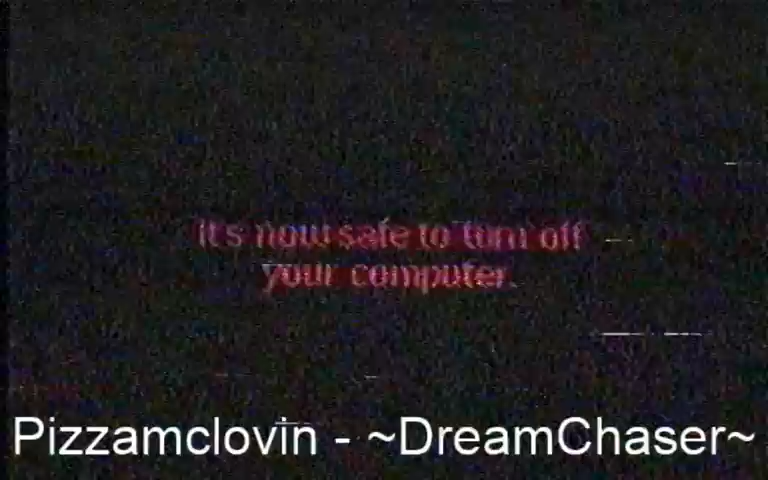 It's now safe to turn off
your computer.
Pizzamclovin - ~DreamChaser~